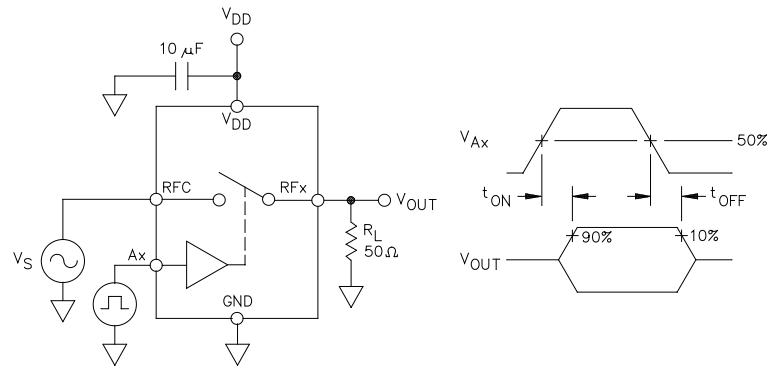 VDD
10 μF
VDD
RFC
RFx
VOUT
RL
50Ω
VS
Ax
GND
VAx
50%
tON
tOFF
90%
10%
VOUT